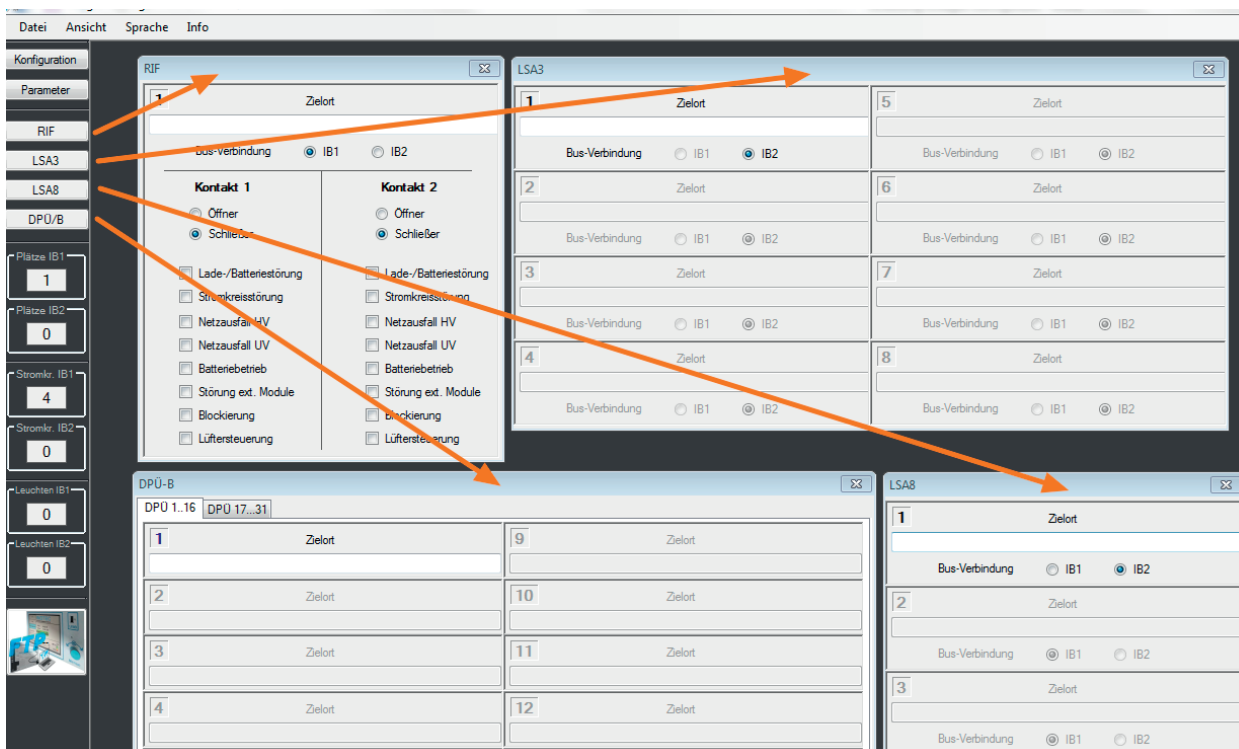 Datei Ansicht Sprache Info
Konfiguration
Parameter
RIF
LSA3
LSA8
DPÜ/B
Plätze IB1
1
Plätze IB2
0
Stromkr. IB1
4
Stromkr. IB2
0
Leuchten IB1
0
Leuchten IB2
0
FTP
RIF
1 Zielort
Bus-Verbindung IB1 IB2
Kontakt 1 Kontakt 2
Öffner Öffner
Schließer Schließer
Lade-/Batteriestörung Lade-/Batteriestörung
Stromkreisstörung Stromkreisstörung
Netzausfall HV Netzausfall HV
Netzausfall UV Netzausfall UV
Batteriebetrieb Batteriebetrieb
Störung ext. Module Störung ext. Module
Blockierung Blockierung
Lüftersteuerung Lüftersteuerung
LSA3
1 Zielort 5 Zielort
Bus-Verbindung IB1 IB2 Bus-Verbindung IB1 IB2
2 Zielort 6 Zielort
Bus-Verbindung IB1 IB2 Bus-Verbindung IB1 IB2
3 Zielort 7 Zielort
Bus-Verbindung IB1 IB2 Bus-Verbindung IB1 IB2
4 Zielort 8 Zielort
Bus-Verbindung IB1 IB2 Bus-Verbindung IB1 IB2
DPÜ-B
DPÜ 1..16 DPÜ 17...31
1 Zielort 9 Zielort
2 Zielort 10 Zielort
3 Zielort 11 Zielort
4 Zielort 12 Zielort
LSA8
1 Zielort
Bus-Verbindung IB1 IB2
2 Zielort
Bus-Verbindung IB1 IB2
3 Zielort
Bus-Verbindung IB1 IB2